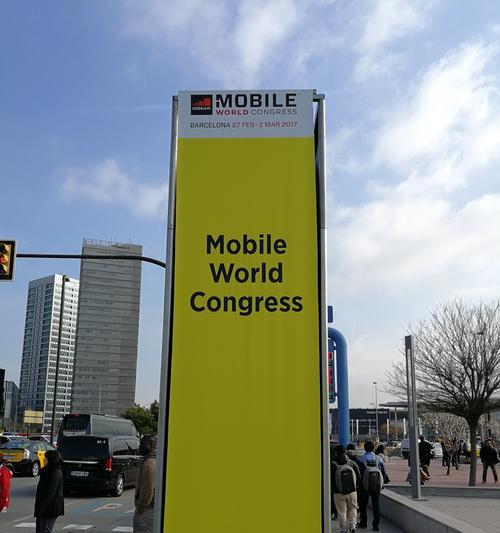 GSMA
MOBILE
WORLD CONGRESS
BARCELONA 27 FEB - 2 MAR 2017
Mobile
World
Congress